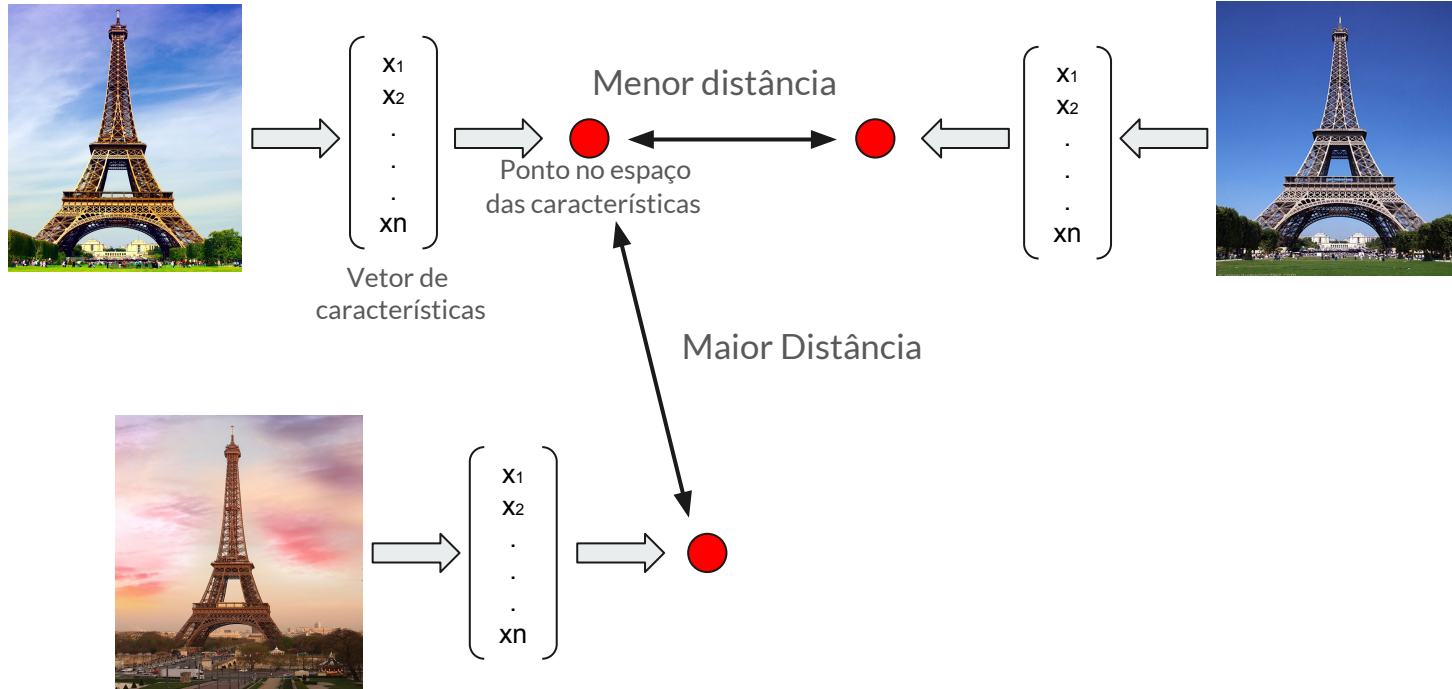 x1
x2
.
.
.
xn
Vetor de
características
Menor distância
Ponto no espaço
das características
x1
x2
.
.
.
xn
Maior Distância
x1
x2
.
.
.
xn